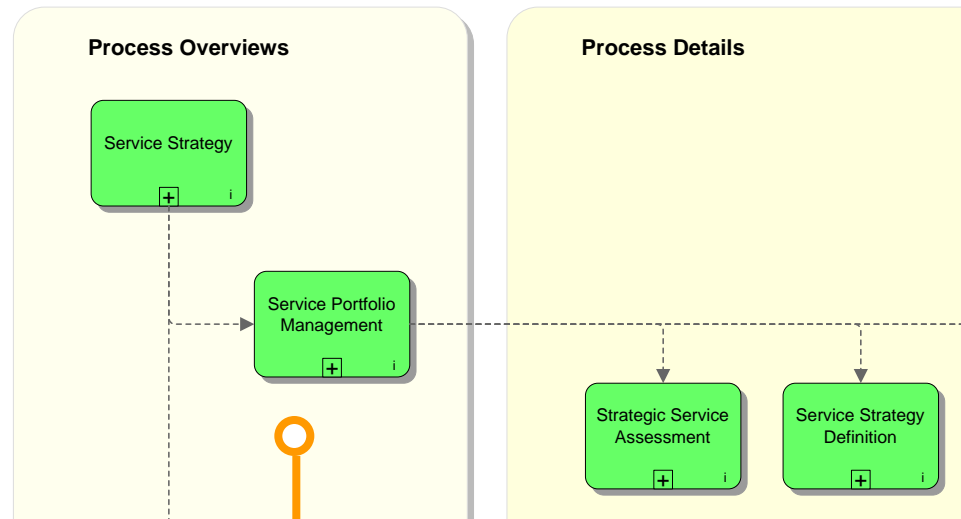 Process Overviews
Process Details
Service Strategy
i
Service Portfolio
Management
i
Strategic Service
Assessment
i
Service Strategy
Definition
i